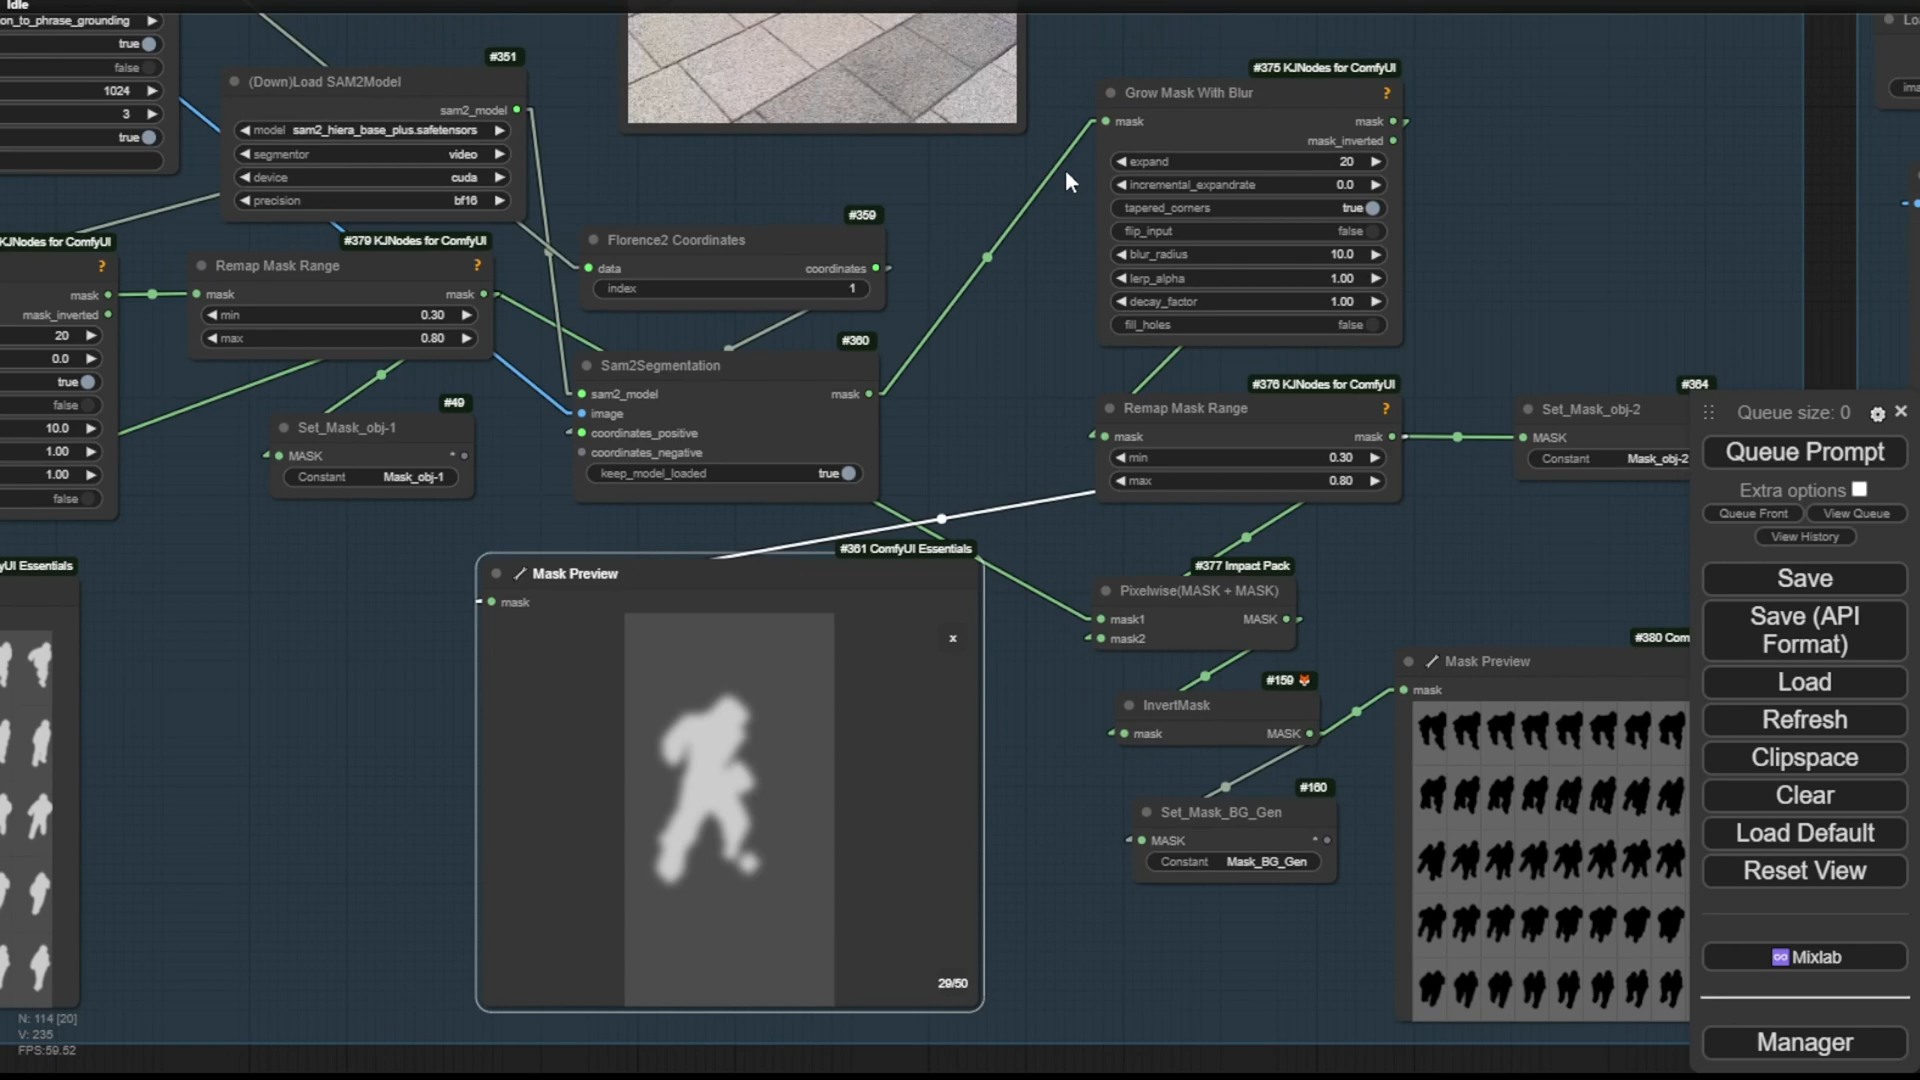 Idle
on_to_phrase_grounding
true
false
1024
3
true
#351
(Down)Load SAM2Model
sam2_model
model sam2_hiera_base_plus.safetensors
segmentor video
device cuda
precision bf16
KJNodes for ComfyUI
?
mask
mask_inverted
20
0.0
true
false
10.0
1.00
1.00
false
#379 KJNodes for ComfyUI
Remap Mask Range ?
mask mask
min 0.30
max 0.80
#49
Set_Mask_obj-1
MASK
Constant Mask_obj-1
#359
Florence2 Coordinates
data coordinates
index 1
#360
Sam2Segmentation
sam2_model mask
image
coordinates_positive
coordinates_negative
keep_model_loaded true
#375 KJNodes for ComfyUI
Grow Mask With Blur ?
mask mask
mask_inverted
expand 20
incremental_expandrate 0.0
tapered_corners true
flip_input false
blur_radius 10.0
lerp_alpha 1.00
decay_factor 1.00
fill_holes false
#376 KJNodes for ComfyUI
Remap Mask Range ?
mask mask
min 0.30
max 0.80
#364
Set_Mask_obj-2
MASK
Constant Mask_obj-2
yUI Essentials
#361 ComfyUI Essentials
Mask Preview
mask
x
29/50
#377 Impact Pack
Pixelwise(MASK + MASK)
mask1 MASK
mask2
#159
InvertMask
mask MASK
#160
Set_Mask_BG_Gen
MASK
Constant Mask_BG_Gen
#380 Com
Mask Preview
mask
Lo
ima
Queue size: 0
Queue Prompt
Extra options
Queue Front View Queue
View History
Save
Save (API
Format)
Load
Refresh
Clipspace
Clear
Load Default
Reset View
Mixlab
Manager
N: 114 [20]
V: 235
FPS:59.52